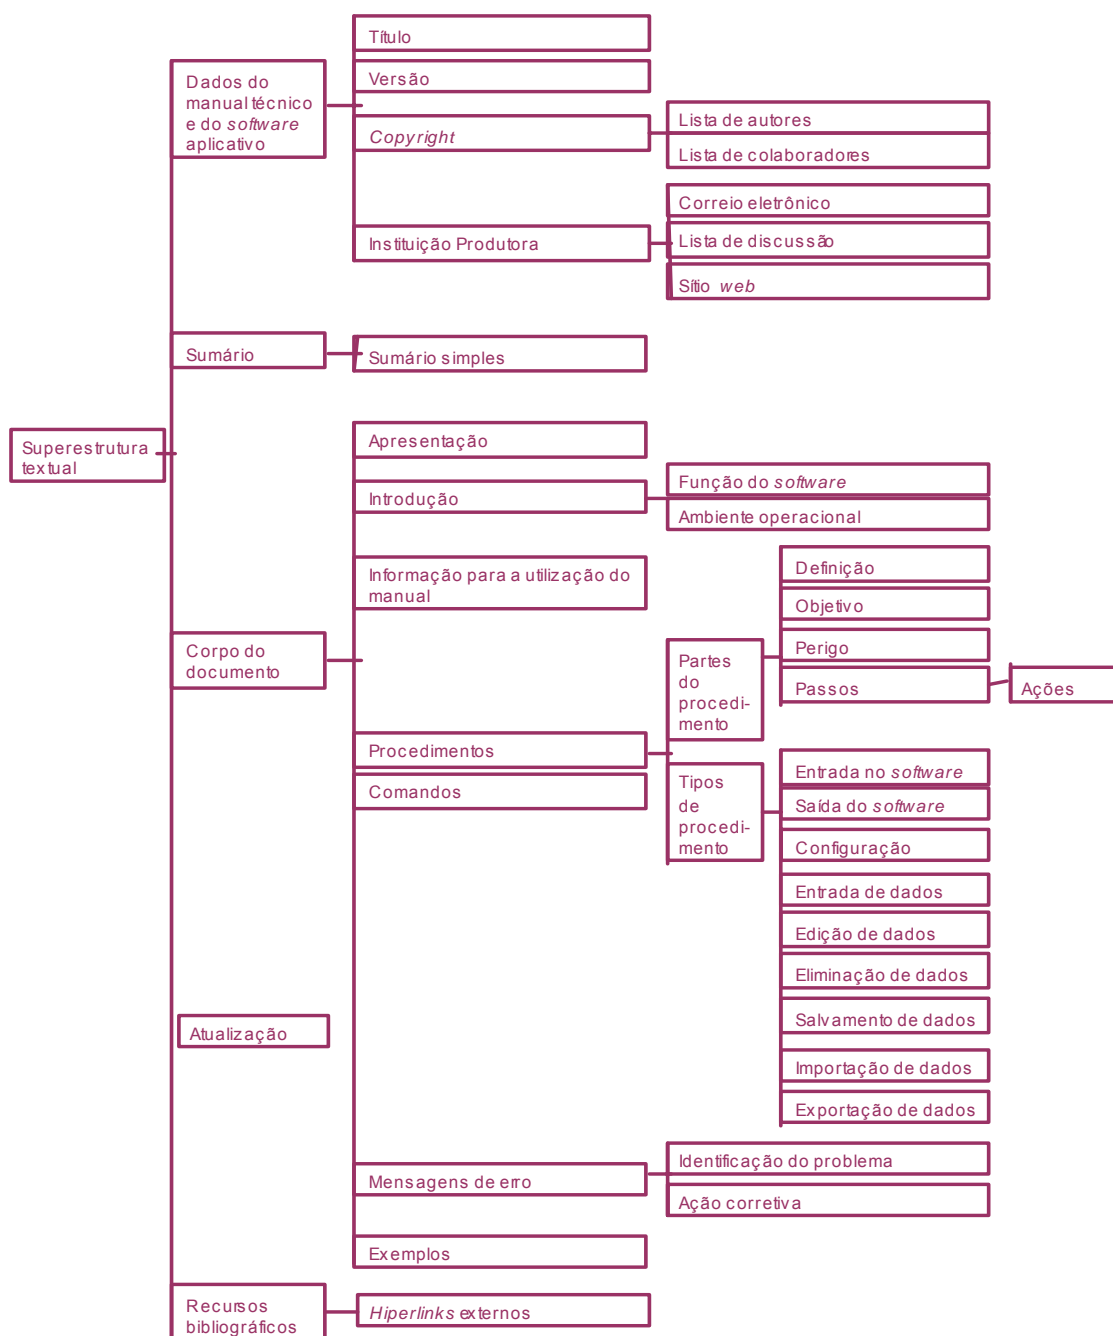 Título
Dados do
manual técnico
e do software
aplicativo
Versão
Copyright
Lista de autores
Lista de colaboradores
Instituição Produtora
Correio eletrônico
Lista de discussão
Sítio web
Sumário
Sumário simples
Superestrutura
textual
Apresentação
Introdução
Função do software
Ambiente operacional
Informação para a utilização do
manual
Corpo do
documento
Procedimentos
Partes
do
procedi-
mento
Definição
Objetivo
Perigo
Passos
Ações
Comandos
Tipos
de
procedi-
mento
Entrada no software
Saída do software
Configuração
Entrada de dados
Edição de dados
Eliminação de dados
Salvamento de dados
Importação de dados
Exportação de dados
Atualização
Mensagens de erro
Identificação do problema
Ação corretiva
Exemplos
Recursos
bibliográficos
Hiperlinks externos